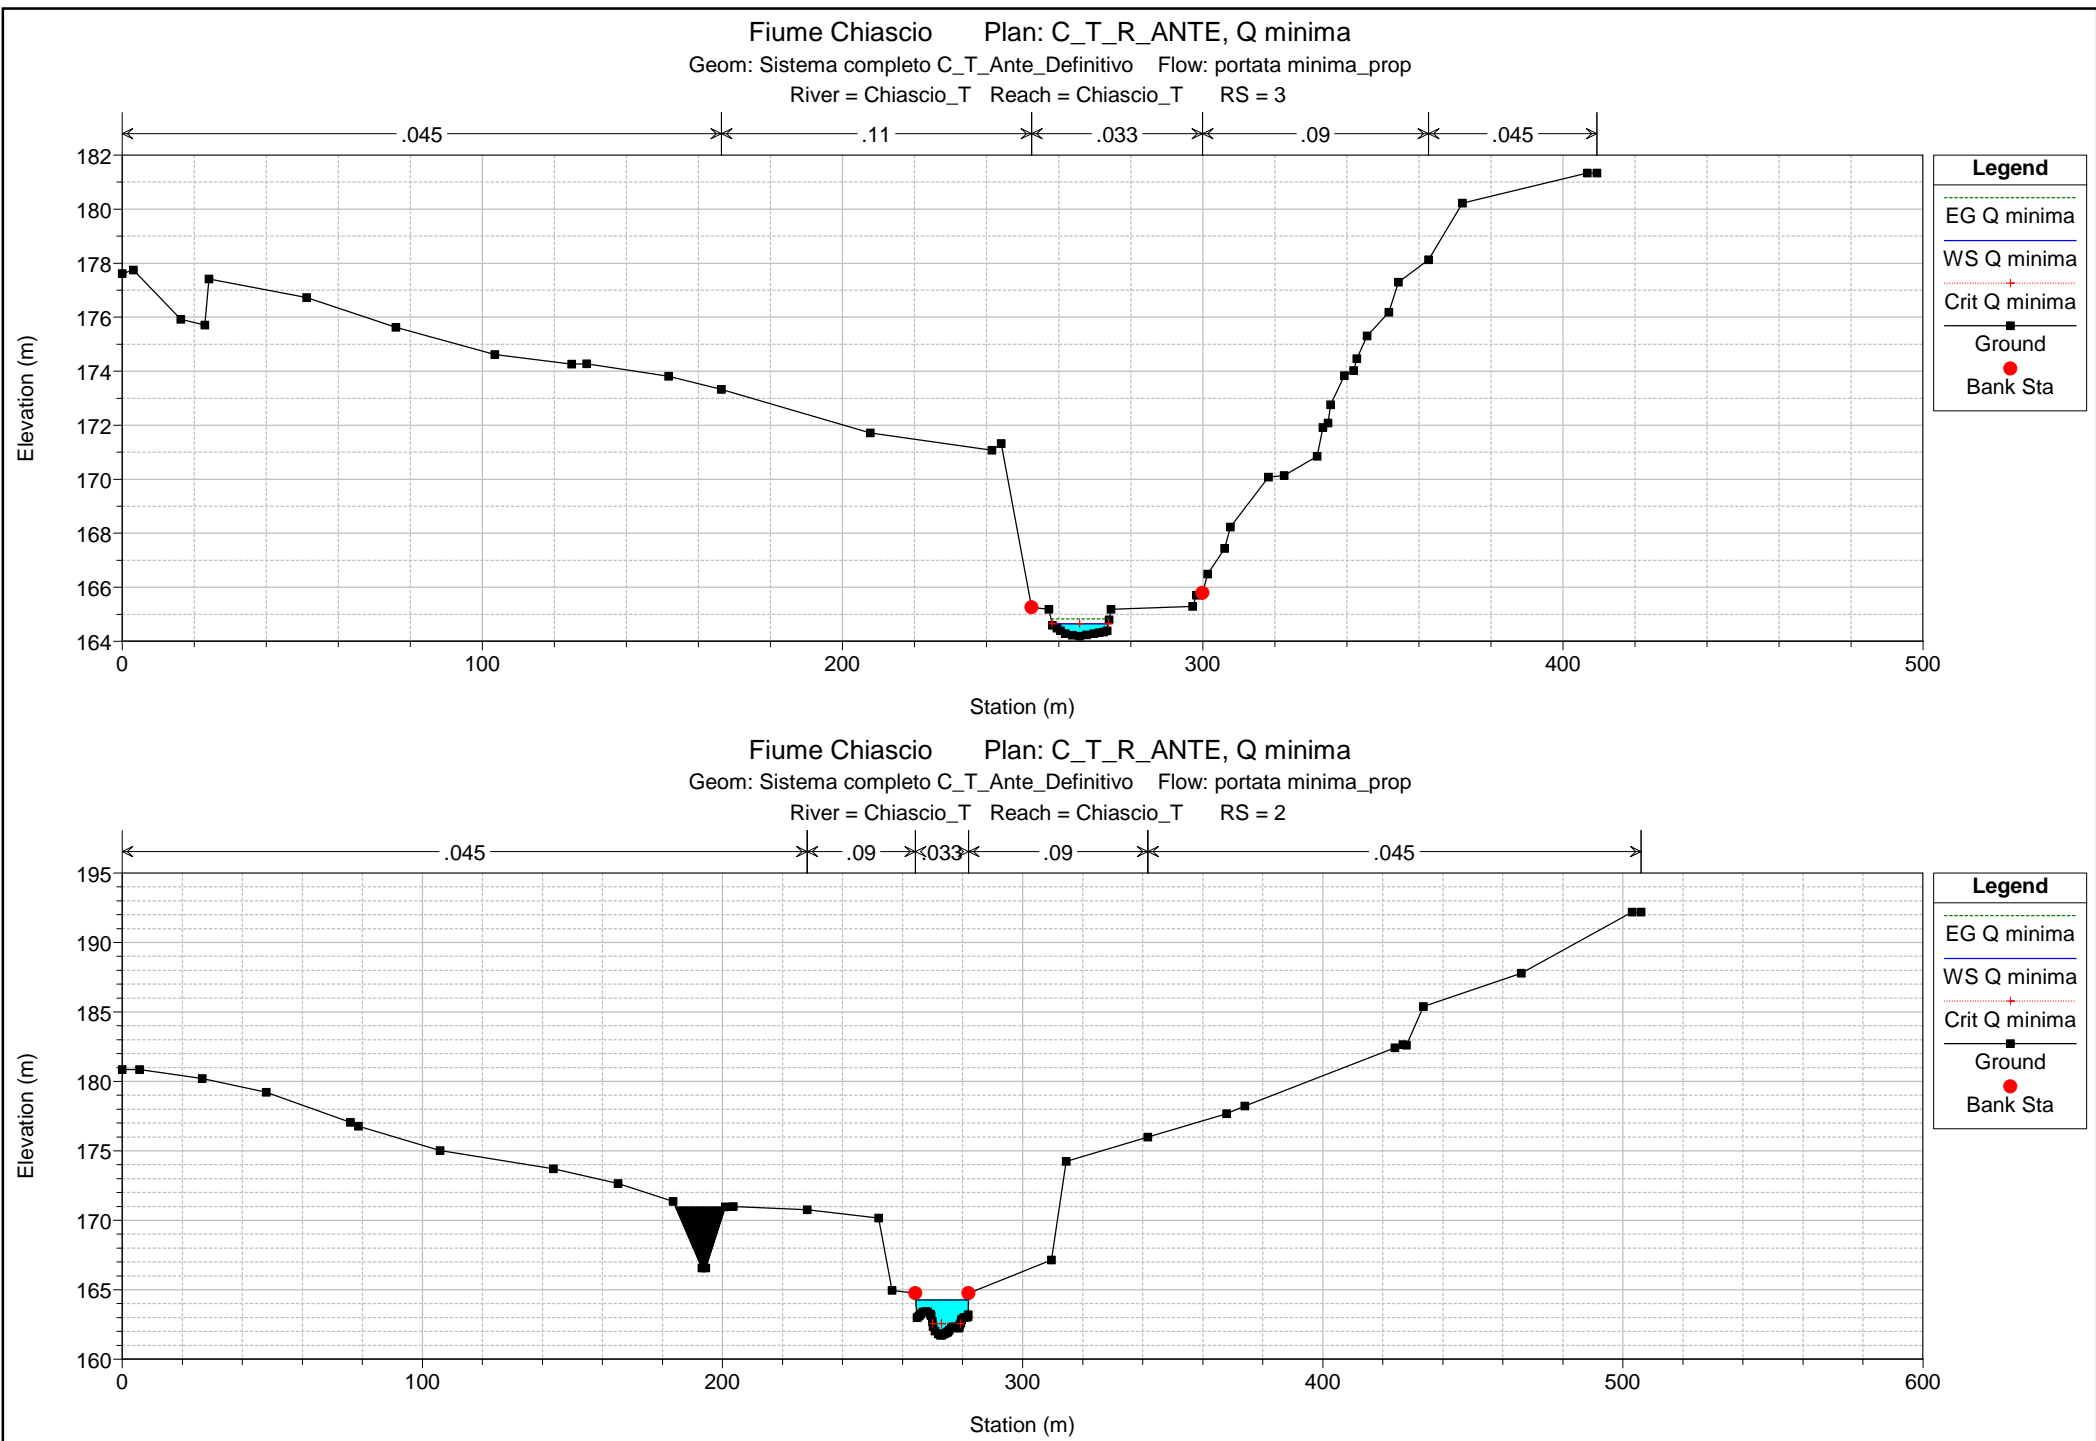 Fiume Chiascio Plan: C_T_R_ANTE, Q minima
Geom: Sistema completo C_T_Ante_Definitivo Flow: portata minima_prop
River = Chiascio_T Reach = Chiascio_T RS = 3
.045 .11 .033 .09 .045
182
180
178
176
174
172
170
168
166
164
Elevation (m)
0 100 200 300 400 500
Station (m)
Legend
EG Q minima
WS Q minima
Crit Q minima
Ground
Bank Sta
Fiume Chiascio Plan: C_T_R_ANTE, Q minima
Geom: Sistema completo C_T_Ante_Definitivo Flow: portata minima_prop
River = Chiascio_T Reach = Chiascio_T RS = 2
.045 .09 .033 .09 .045
195
190
185
180
175
170
165
160
Elevation (m)
0 100 200 300 400 500 600
Station (m)
Legend
EG Q minima
WS Q minima
Crit Q minima
Ground
Bank Sta